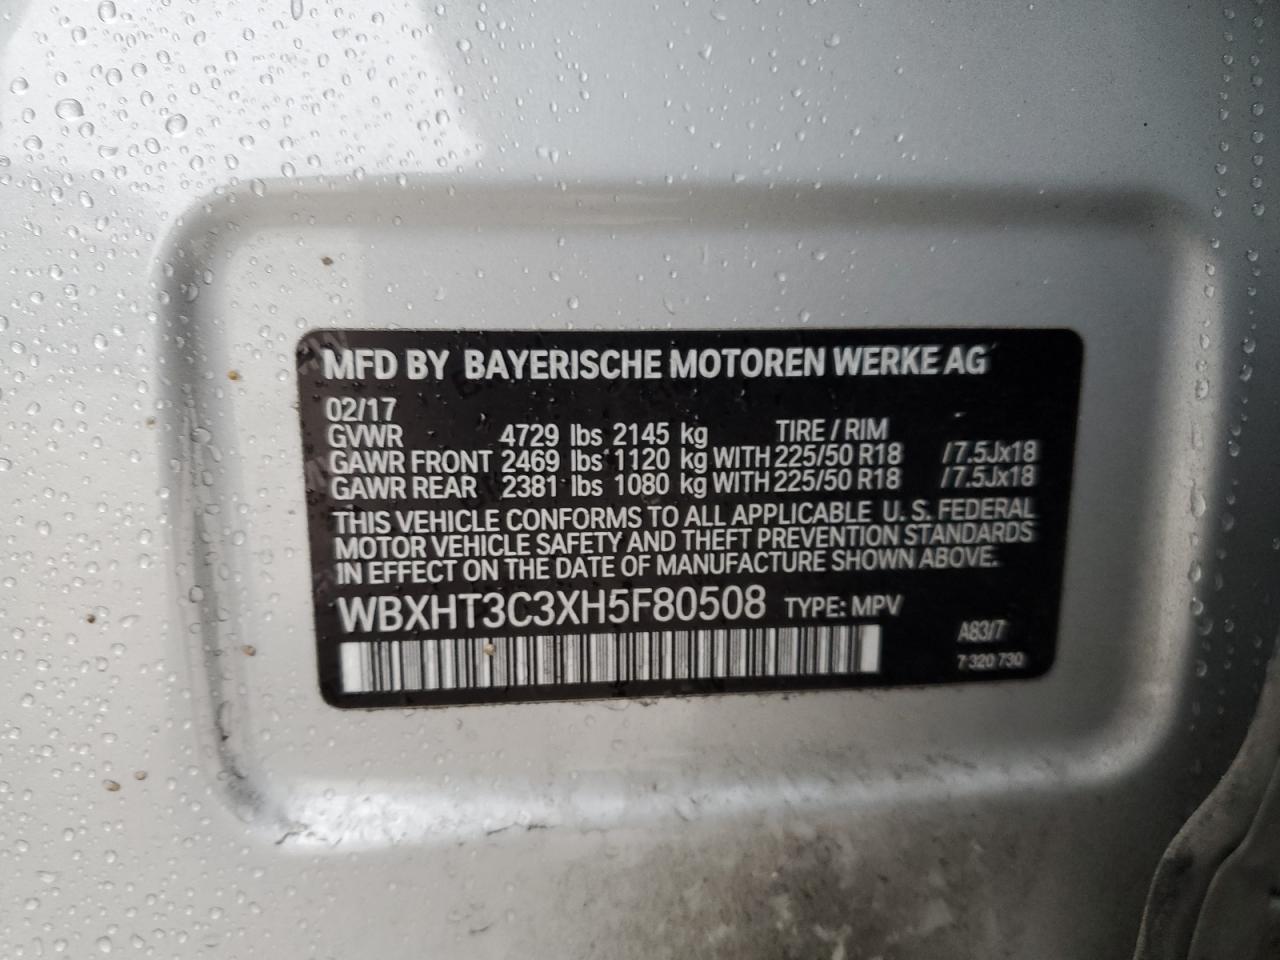 MFD BY BAYERISCHE MOTOREN WERKE AG
02/17
GVWR 4729 lbs 2145 kg TIRE / RIM
GAWR FRONT 2469 lbs 1120 kg WITH 225/50 R18 /7.5Jx18
GAWR REAR 2381 lbs 1080 kg WITH 225/50 R18 /7.5Jx18
THIS VEHICLE CONFORMS TO ALL APPLICABLE U. S. FEDERAL
MOTOR VEHICLE SAFETY AND THEFT PREVENTION STANDARDS
IN EFFECT ON THE DATE OF MANUFACTURE SHOWN ABOVE.
WBXHT3C3XH5F80508 TYPE: MPV
A83/7
7 320 730